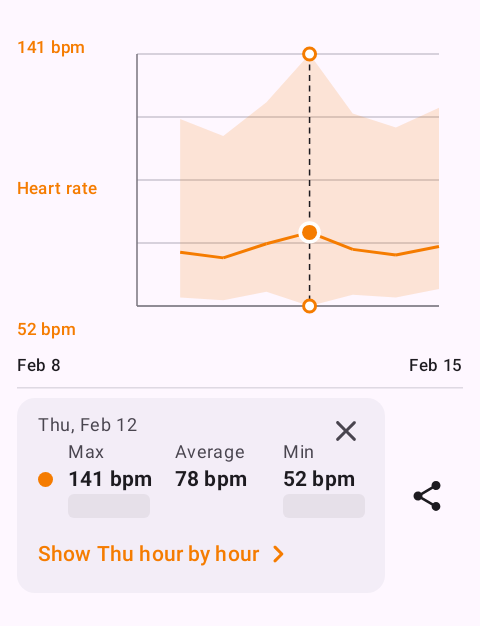 141 bpm
Heart rate
52 bpm
Feb 8 Feb 15
Thu, Feb 12
Max Average Min
141 bpm 78 bpm 52 bpm
Show Thu hour by hour